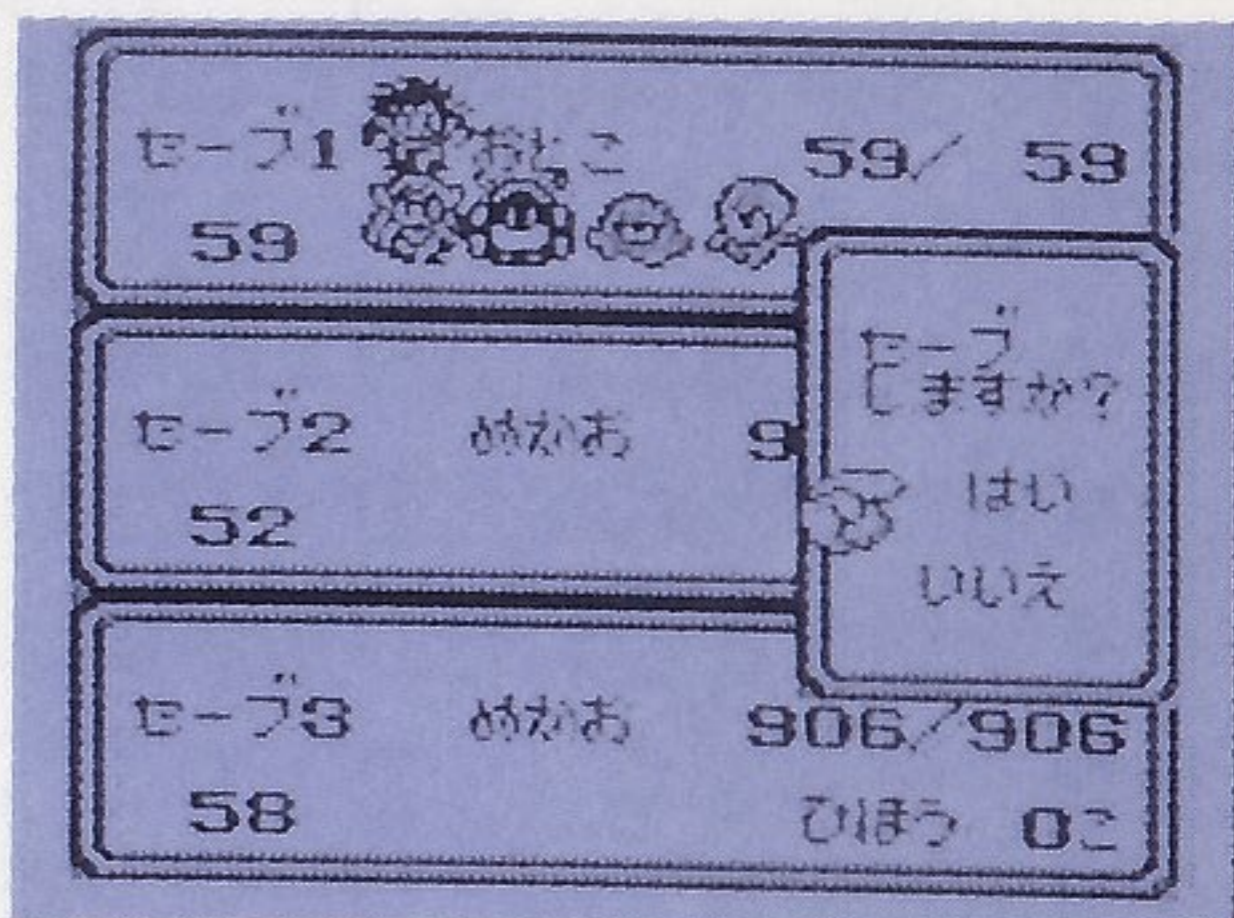 セーブ1 おとこ 59/ 59
59
セーブ2 めかお 9
52
セーブ
しますか?
はい
いいえ
セーブ3 めかお 906/906
58
ひほう 0こ